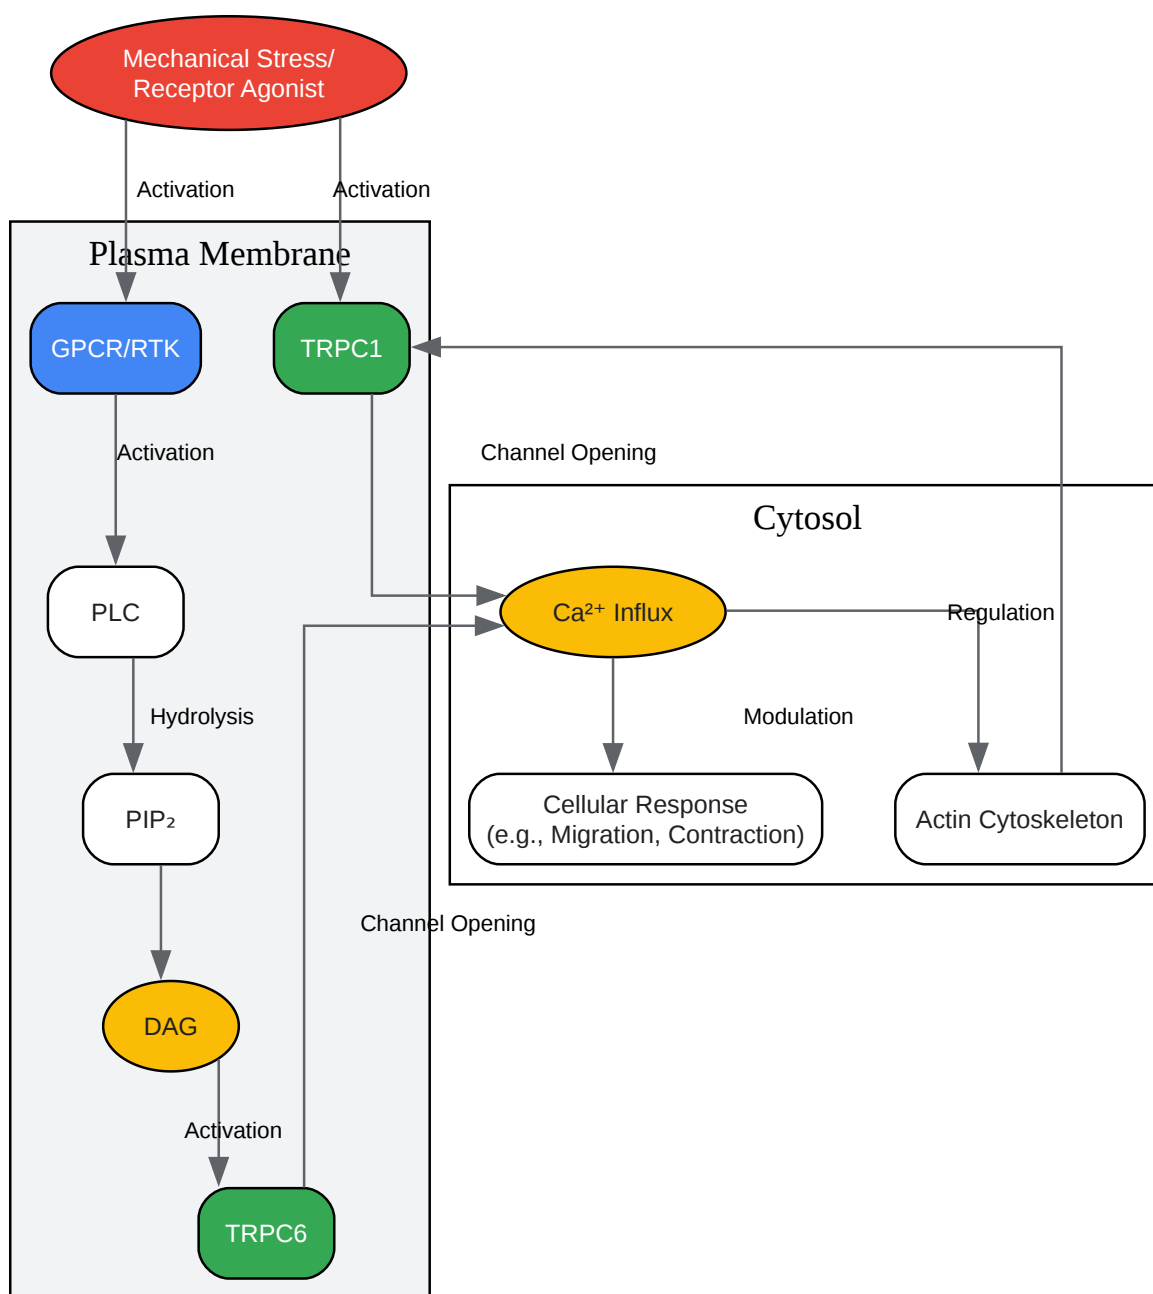 Mechanical Stress/
Receptor Agonist
Activation
Activation
Plasma Membrane
GPCR/RTK
TRPC1
Activation
Channel Opening
Cytosol
PLC
Ca²⁺ Influx
Regulation
Hydrolysis
Modulation
PIP₂
Cellular Response
(e.g., Migration, Contraction)
Actin Cytoskeleton
Channel Opening
DAG
Activation
TRPC6